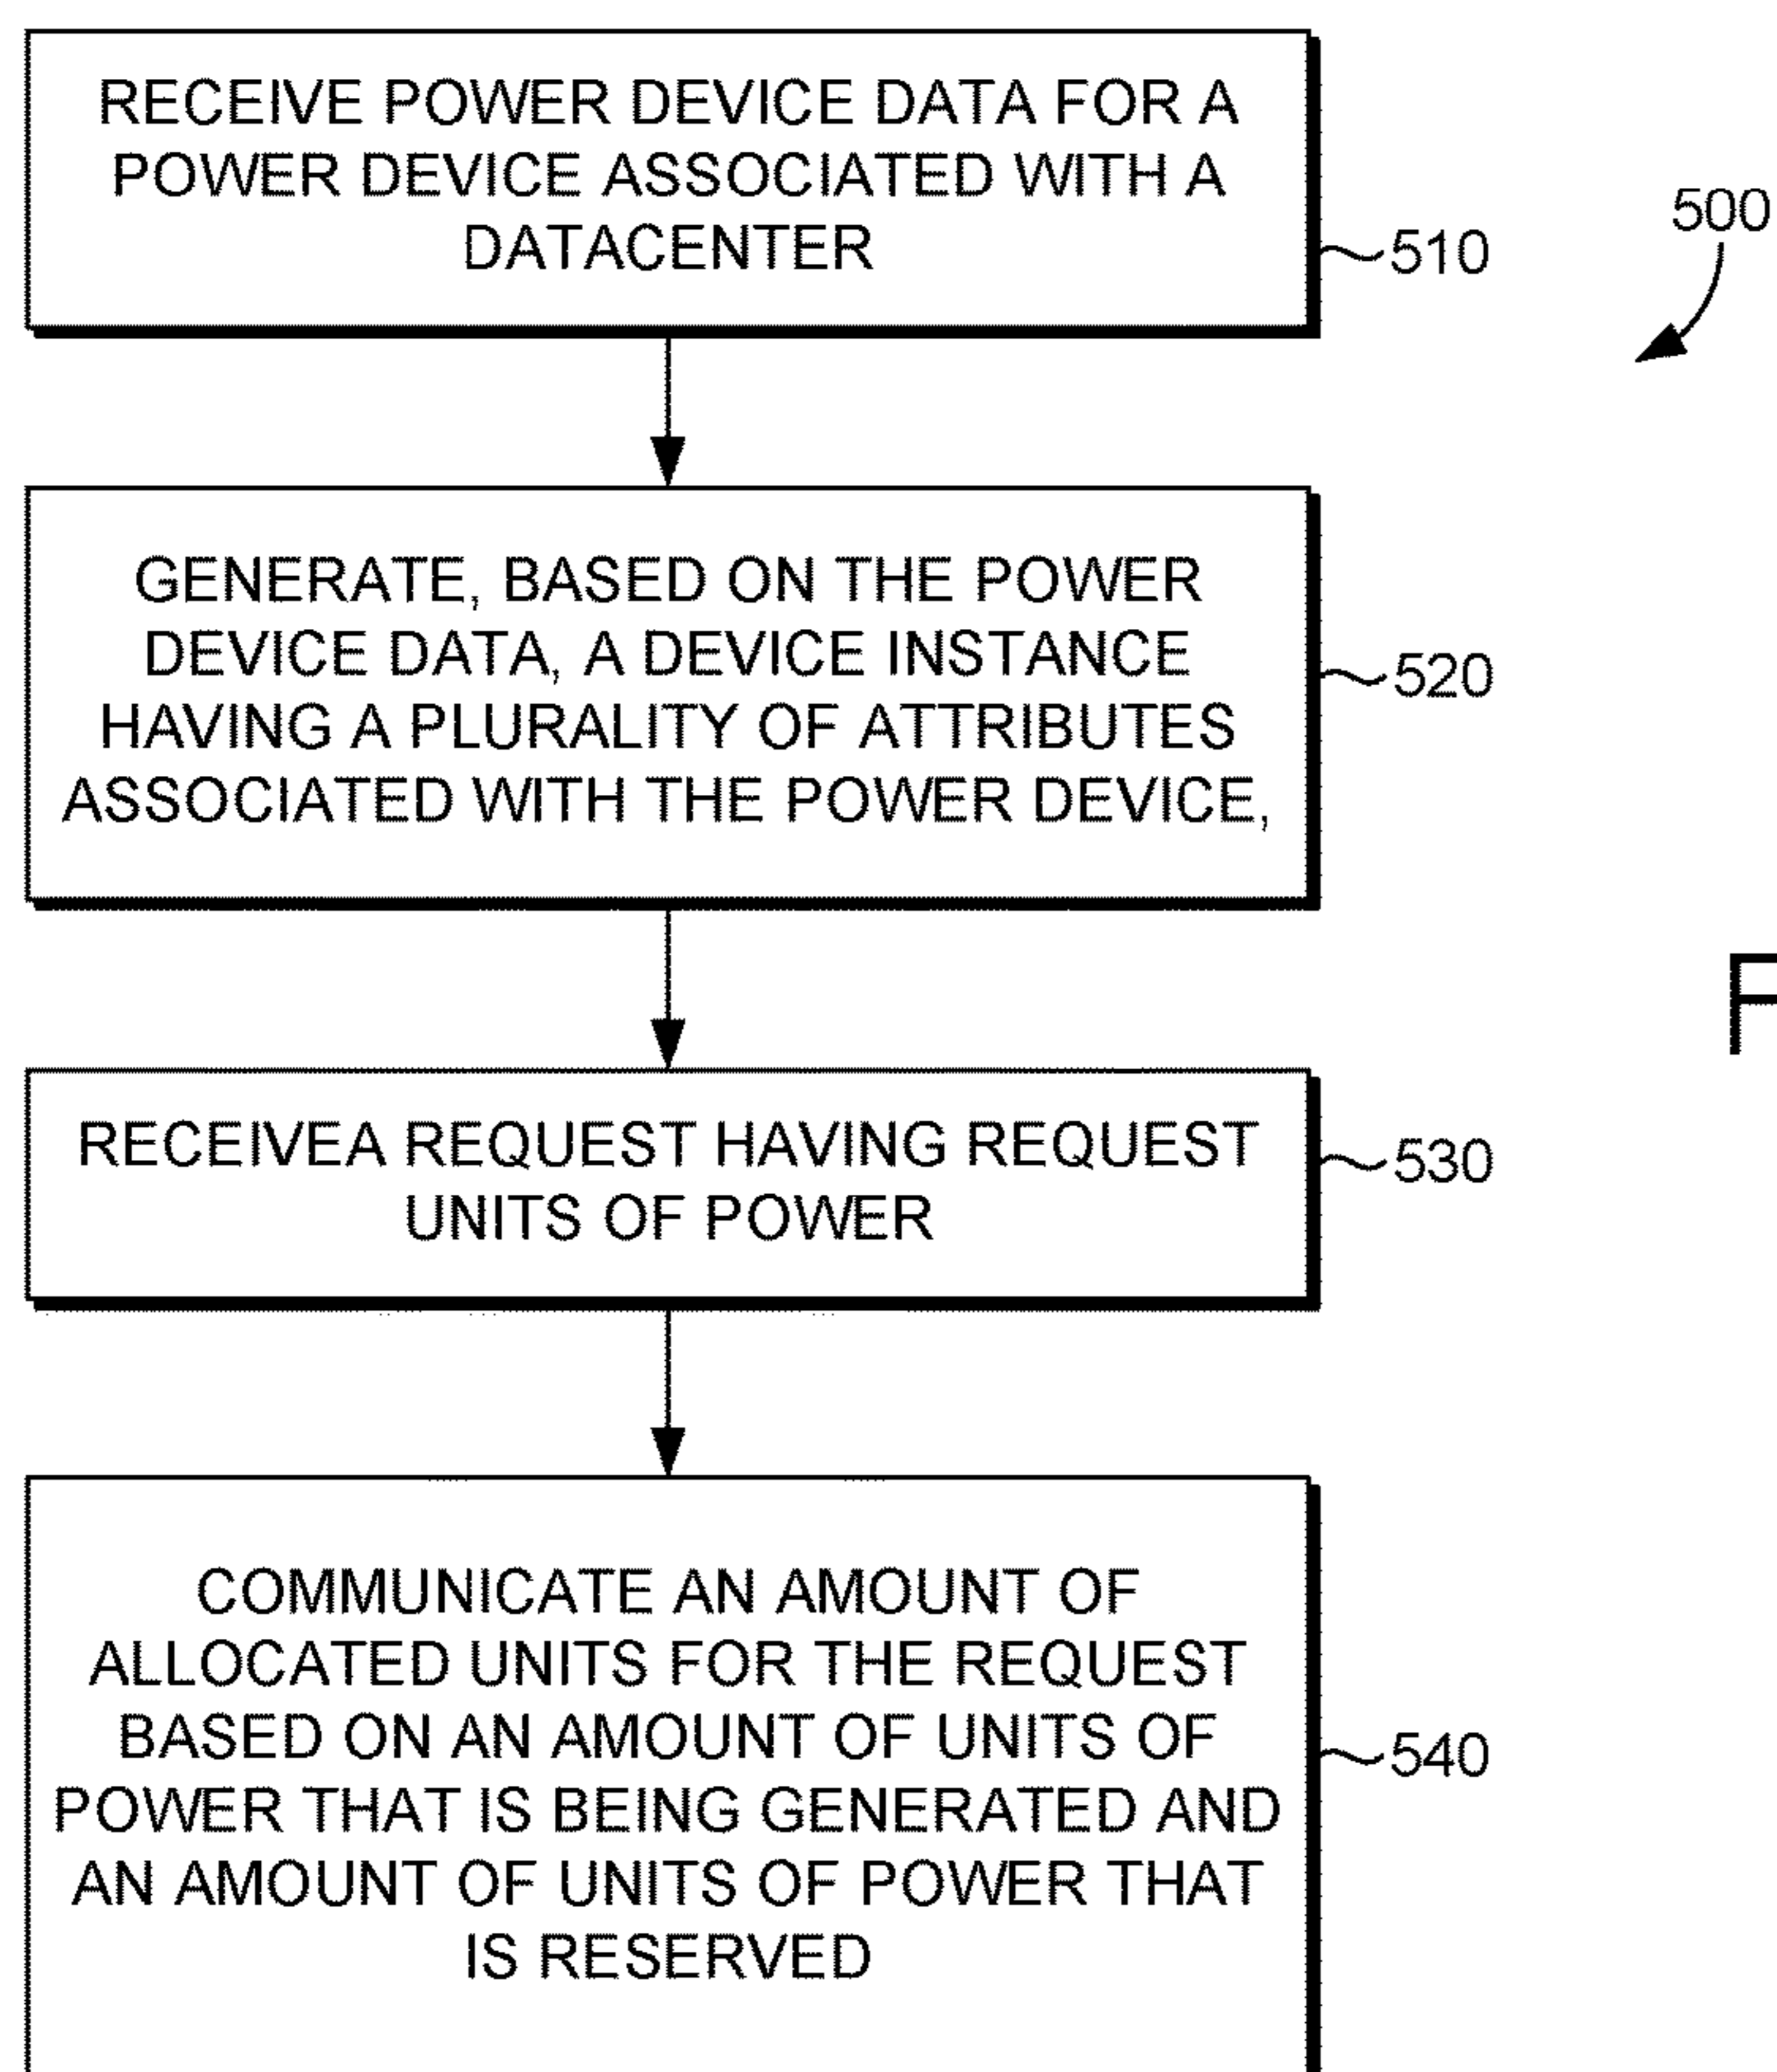 RECEIVE POWER DEVICE DATA FOR A
POWER DEVICE ASSOCIATED WITH A
DATACENTER
510
500
GENERATE, BASED ON THE POWER
DEVICE DATA, A DEVICE INSTANCE
HAVING A PLURALITY OF ATTRIBUTES
ASSOCIATED WITH THE POWER DEVICE,
520
F
RECEIVEA REQUEST HAVING REQUEST
UNITS OF POWER
530
COMMUNICATE AN AMOUNT OF
ALLOCATED UNITS FOR THE REQUEST
BASED ON AN AMOUNT OF UNITS OF
POWER THAT IS BEING GENERATED AND
AN AMOUNT OF UNITS OF POWER THAT
IS RESERVED
540